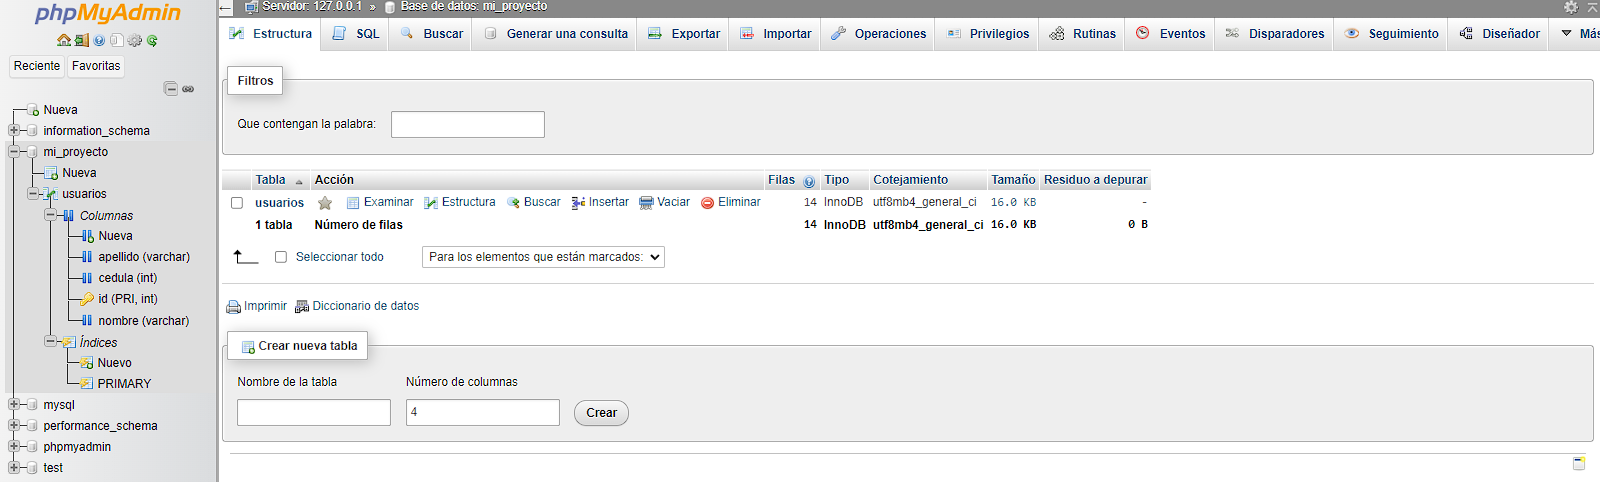 phpMyAdmin
Reciente Favoritas
Nueva
information_schema
mi_proyecto
Nueva
usuarios
Columnas
Nueva
apellido (varchar)
cedula (int)
id (PRI, int)
nombre (varchar)
Índices
Nuevo
PRIMARY
mysql
performance_schema
phpmyadmin
test
Servidor: 127.0.0.1 » Base de datos: mi_proyecto
Estructura SQL Buscar Generar una consulta Exportar Importar Operaciones Privilegios Rutinas Eventos Disparadores Seguimiento Diseñador Más
Filtros
Que contengan la palabra:
Tabla Acción Filas Tipo Cotejamiento Tamaño Residuo a depurar
usuarios Examinar Estructura Buscar Insertar Vaciar Eliminar 14 InnoDB utf8mb4_general_ci 16.0 KB -
1 tabla Número de filas 14 InnoDB utf8mb4_general_ci 16.0 KB 0 B
Seleccionar todo Para los elementos que están marcados:
Imprimir Diccionario de datos
Crear nueva tabla
Nombre de la tabla Número de columnas
4 Crear